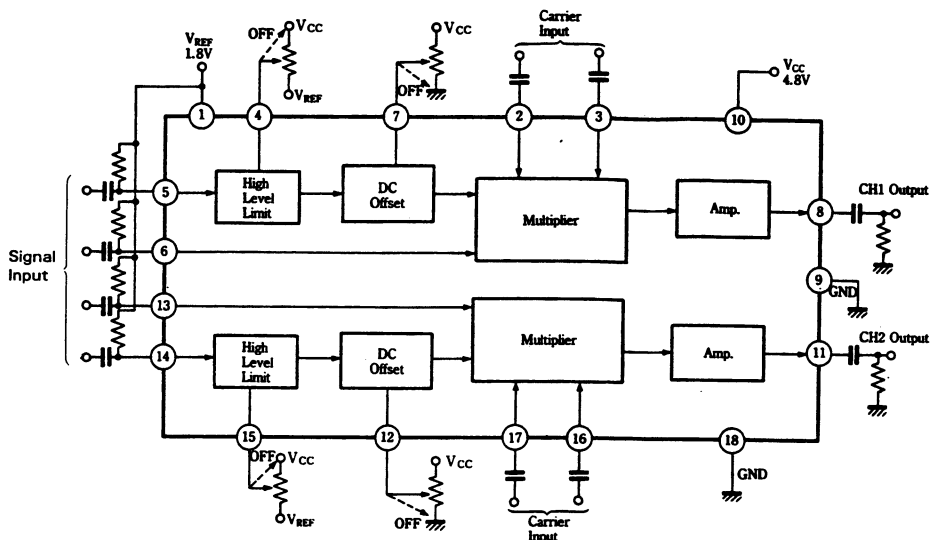 OFF
VCC
VREF
1.8V
VREF
VCC
OFF
Carrier
Input
VCC
4.8V
1
4
7
2
3
10
5
High
Level
Limit
DC
Offset
Multiplier
Amp.
8
CH1 Output
6
Signal
Input
9
GND
13
Multiplier
14
High
Level
Limit
DC
Offset
Amp.
11
CH2 Output
15
12
17
16
18
OFF
VCC
VREF
VCC
OFF
Carrier
Input
GND